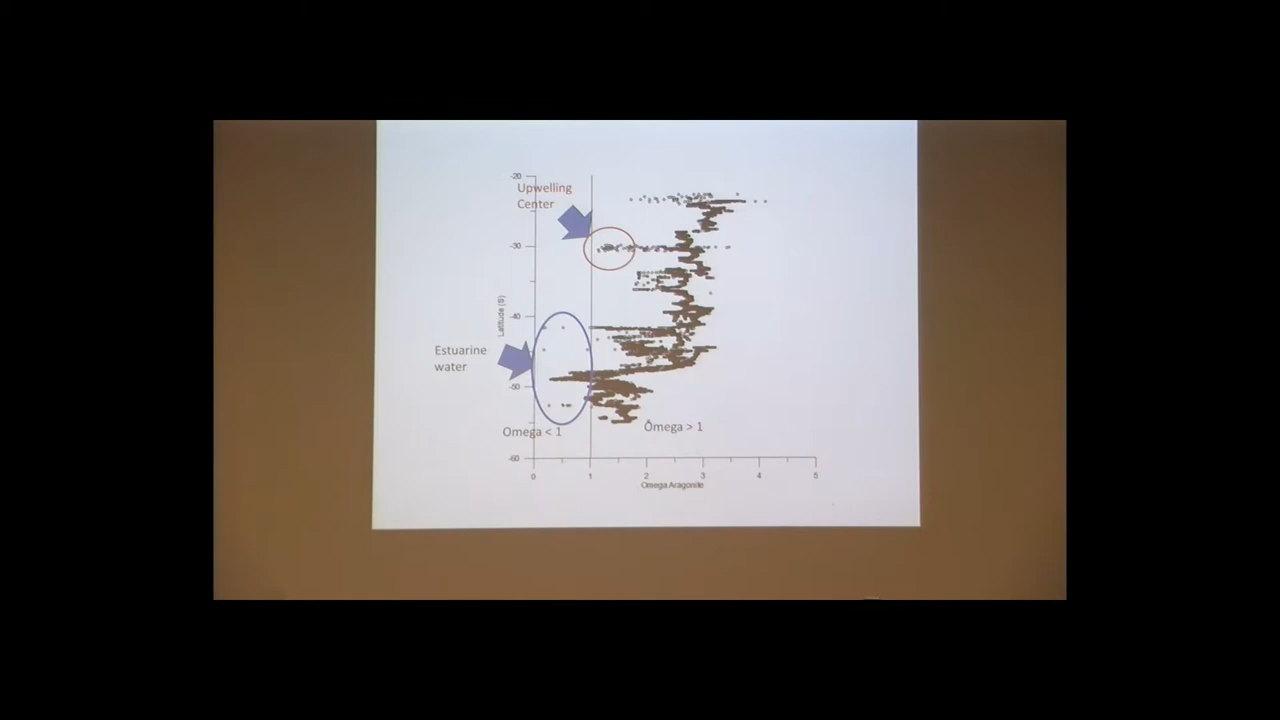 -20
Upwelling
Center
-30
-40
Latitude (S)
Estuarine
water
-50
Omega < 1
Omega > 1
-60
0 1 2 3 4 5
Omega Aragonite